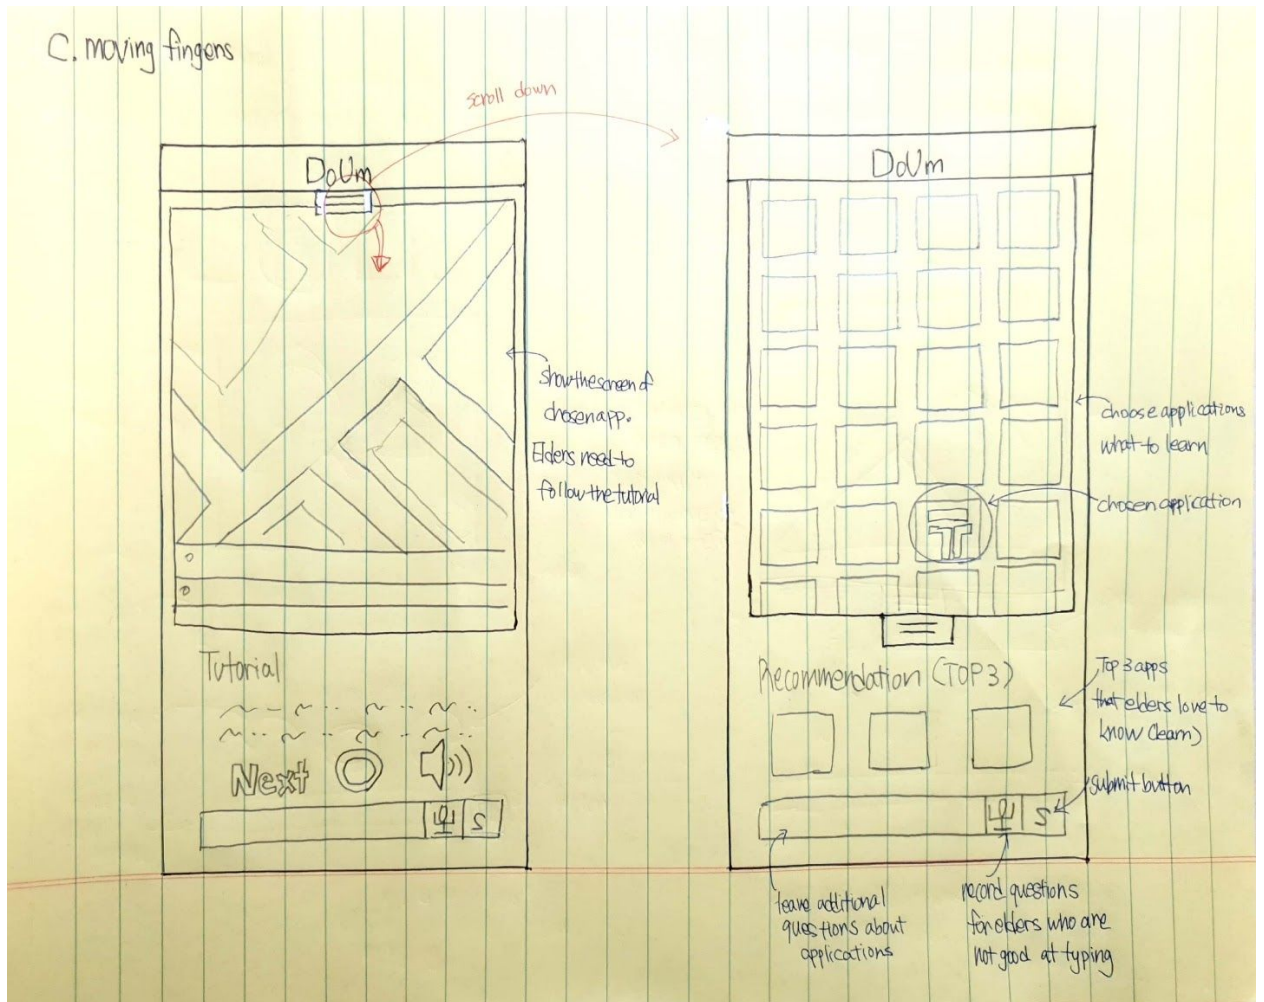 C. moving fingers
scroll down
DoUm
show the screen of
chosen app.
Elders need to
follow the tutorial
Tutorial
Next
S
DoUm
choose applications
what to learn
chosen application
Recommendation (TOP3)
Top 3 apps
that elders love to
know (learn)
submit button
S
leave additional
questions about
applications
record questions
for elders who are
not good at typing